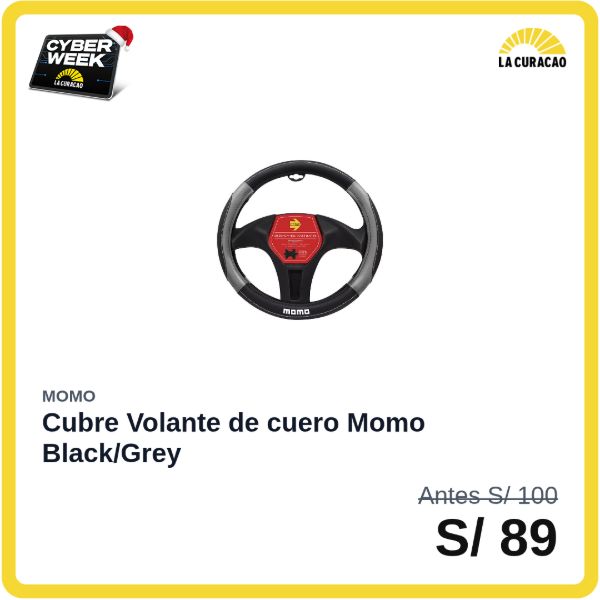 CYBER
WEEK
LA CURACAO
LA CURACAO
momo
MOMO
Cubre Volante de cuero Momo
Black/Grey
Antes S/ 100
S/ 89